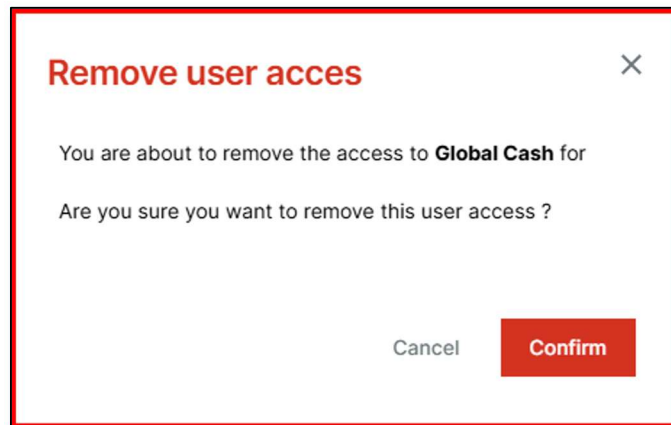 Remove user acces
You are about to remove the access to Global Cash for
Are you sure you want to remove this user access ?
Cancel
Confirm